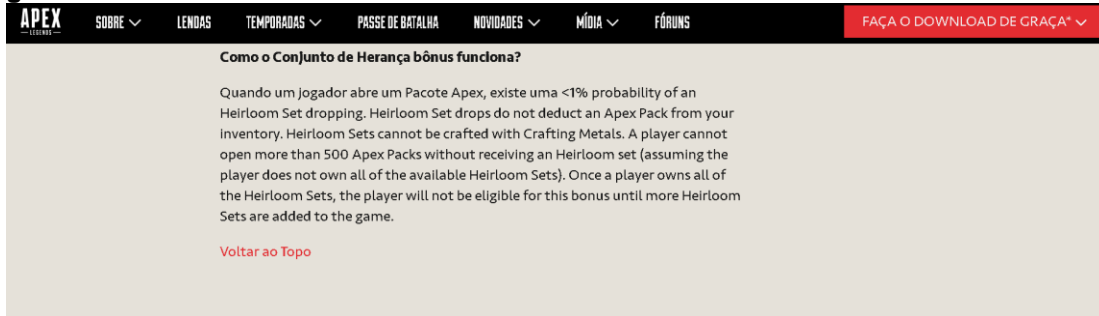 APEX
LEGENDS
SOBRE
LENDAS
TEMPORADAS
PASSE DE BATALHA
NOVIDADES
MÍDIA
FÓRUNS
FAÇA O DOWNLOAD DE GRAÇA*
Como o Conjunto de Herança bônus funciona?
Quando um jogador abre um Pacote Apex, existe uma <1% probability of an
Heirloom Set dropping. Heirloom Set drops do not deduct an Apex Pack from your
inventory. Heirloom Sets cannot be crafted with Crafting Metals. A player cannot
open more than 500 Apex Packs without receiving an Heirloom set (assuming the
player does not own all of the available Heirloom Sets). Once a player owns all of
the Heirloom Sets, the player will not be eligible for this bonus until more Heirloom
Sets are added to the game.
Voltar ao Topo